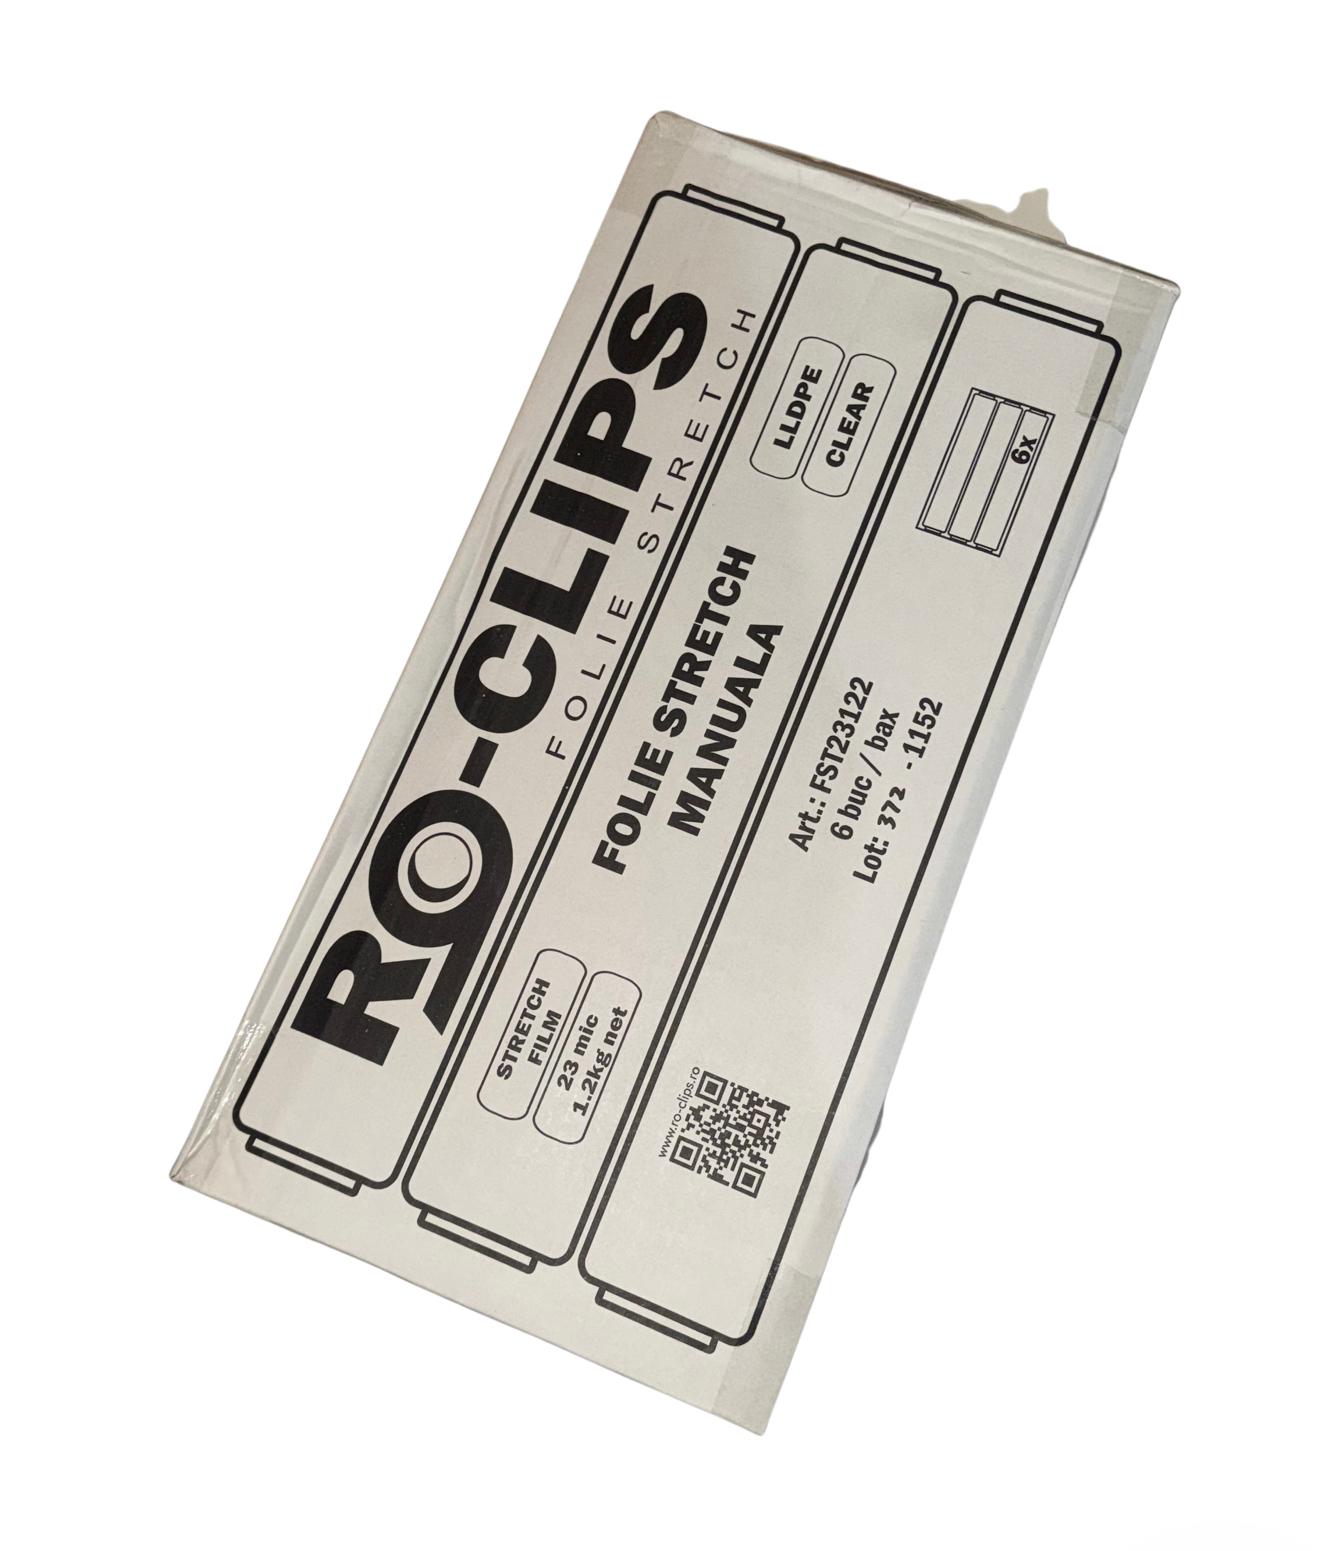 RO-CLIPS
FOLIE STRETCH
STRETCH
FILM
23 mic
1.2kg net
FOLIE STRETCH
MANUALA
LLDPE
CLEAR
www.ro-clips.ro
Art.: FST23122
6 buc / bax
Lot: 372 - 1152
6x